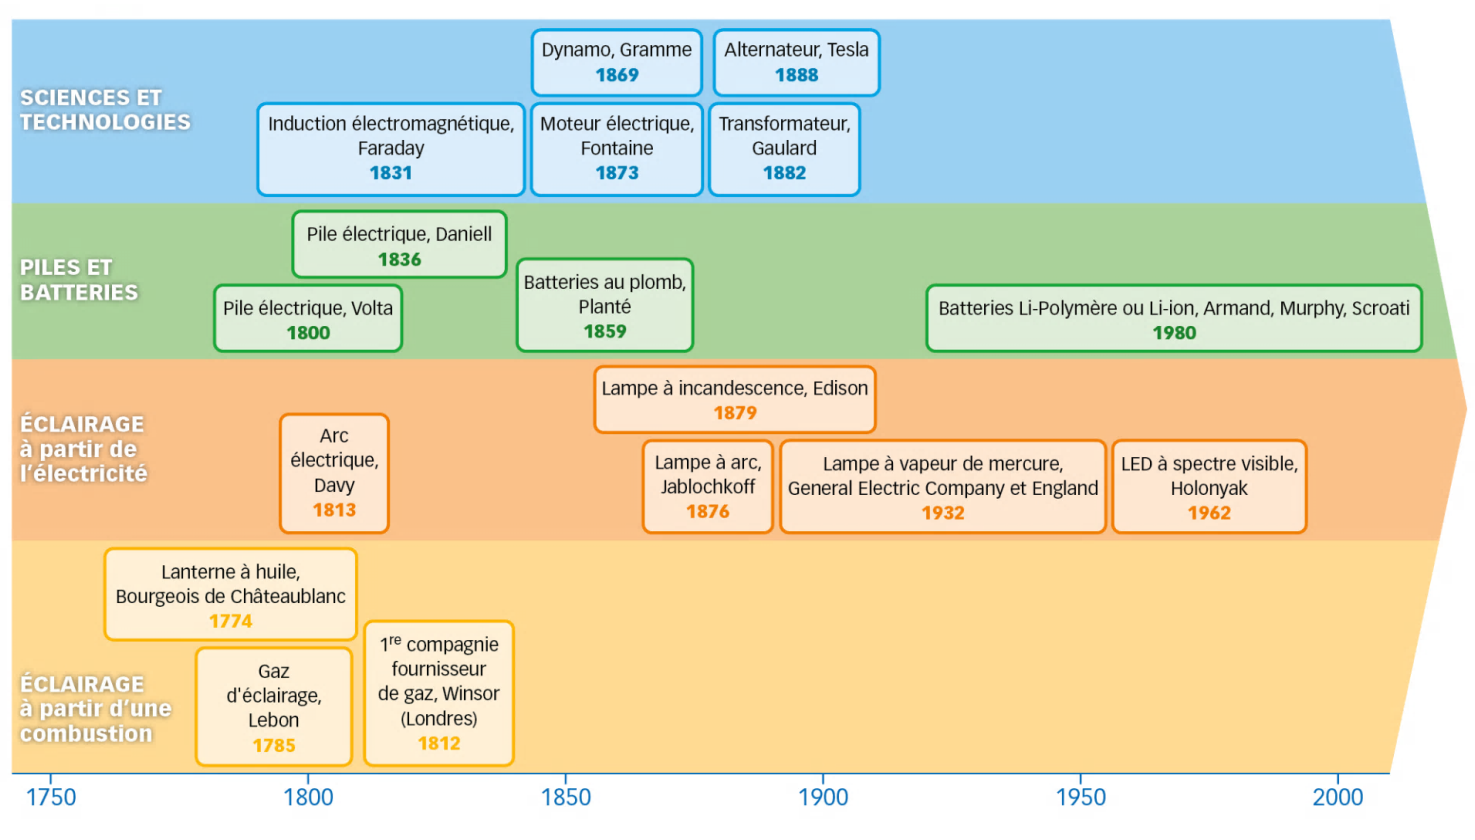 SCIENCES ET
TECHNOLOGIES
Dynamo, Gramme
1869
Alternateur, Tesla
1888
Induction électromagnétique,
Faraday
1831
Moteur électrique,
Fontaine
1873
Transformateur,
Gaulard
1882
PILES ET
BATTERIES
Pile électrique, Daniell
1836
Pile électrique, Volta
1800
Batteries au plomb,
Planté
1859
Batteries Li-Polymère ou Li-ion, Armand, Murphy, Scroati
1980
ÉCLAIRAGE
à partir de
l'électricité
Lampe à incandescence, Edison
1879
Arc
électrique,
Davy
1813
Lampe à arc,
Jablochkoff
1876
Lampe à vapeur de mercure,
General Electric Company et England
1932
LED à spectre visible,
Holonyak
1962
ÉCLAIRAGE
à partir d'une
combustion
Lanterne à huile,
Bourgeois de Châteaublanc
1774
Gaz
d'éclairage,
Lebon
1785
1re compagnie
fournisseur
de gaz, Winsor
(Londres)
1812
1750 1800 1850 1900 1950 2000